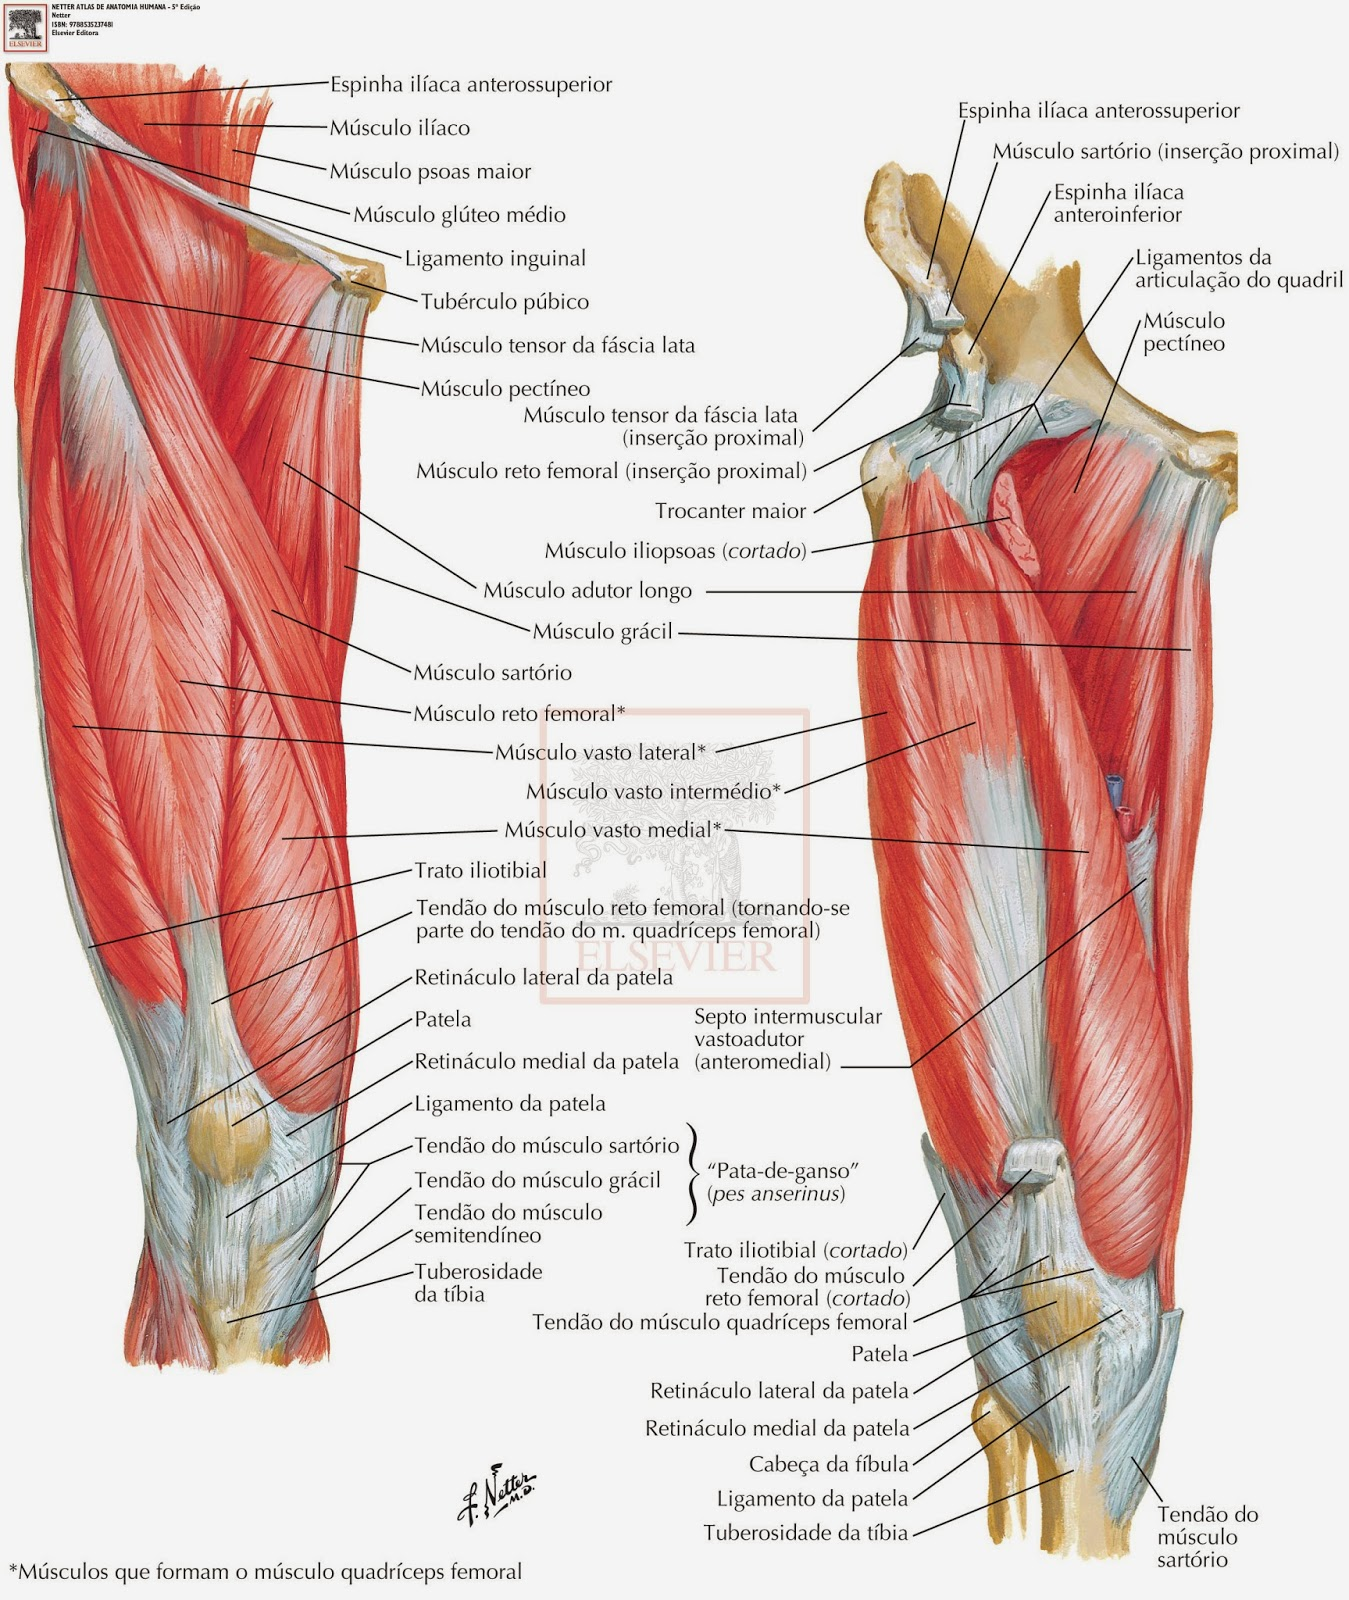 NETTER ATLAS DE ANATOMIA HUMANA - 5ª Edição
Netter
ISBN: 9788535237481
Elsevier Editora
ELSEVIER
Espinha ilíaca anterossuperior
Músculo ilíaco
Músculo psoas maior
Músculo glúteo médio
Ligamento inguinal
Tubérculo púbico
Músculo tensor da fáscia lata
Músculo pectíneo
Espinha ilíaca anterossuperior
Músculo sartório (inserção proximal)
Espinha ilíaca
anteroinferior
Ligamentos da
articulação do quadril
Músculo
pectíneo
Músculo tensor da fáscia lata
(inserção proximal)
Músculo reto femoral (inserção proximal)
Trocanter maior
Músculo iliopsoas (cortado)
Músculo adutor longo
Músculo grácil
Músculo sartório
Músculo reto femoral*
Músculo vasto lateral*
Músculo vasto intermédio*
Músculo vasto medial*
Trato iliotibial
Tendão do músculo reto femoral (tornando-se
parte do tendão do m. quadríceps femoral)
ELSEVIER
Retináculo lateral da patela
Patela
Retináculo medial da patela
Ligamento da patela
Septo intermuscular
vastoadutor
(anteromedial)
Tendão do músculo sartório
Tendão do músculo grácil
Tendão do músculo
semitendíneo
"Pata-de-ganso"
(pes anserinus)
Tuberosidade
da tíbia
Trato iliotibial (cortado)
Tendão do músculo
reto femoral (cortado)
Tendão do músculo quadríceps femoral
Patela
Retináculo lateral da patela
Retináculo medial da patela
Cabeça da fíbula
Ligamento da patela
Tuberosidade da tíbia
Tendão do
músculo
sartório
F. Netter
M.D.
*Músculos que formam o músculo quadríceps femoral